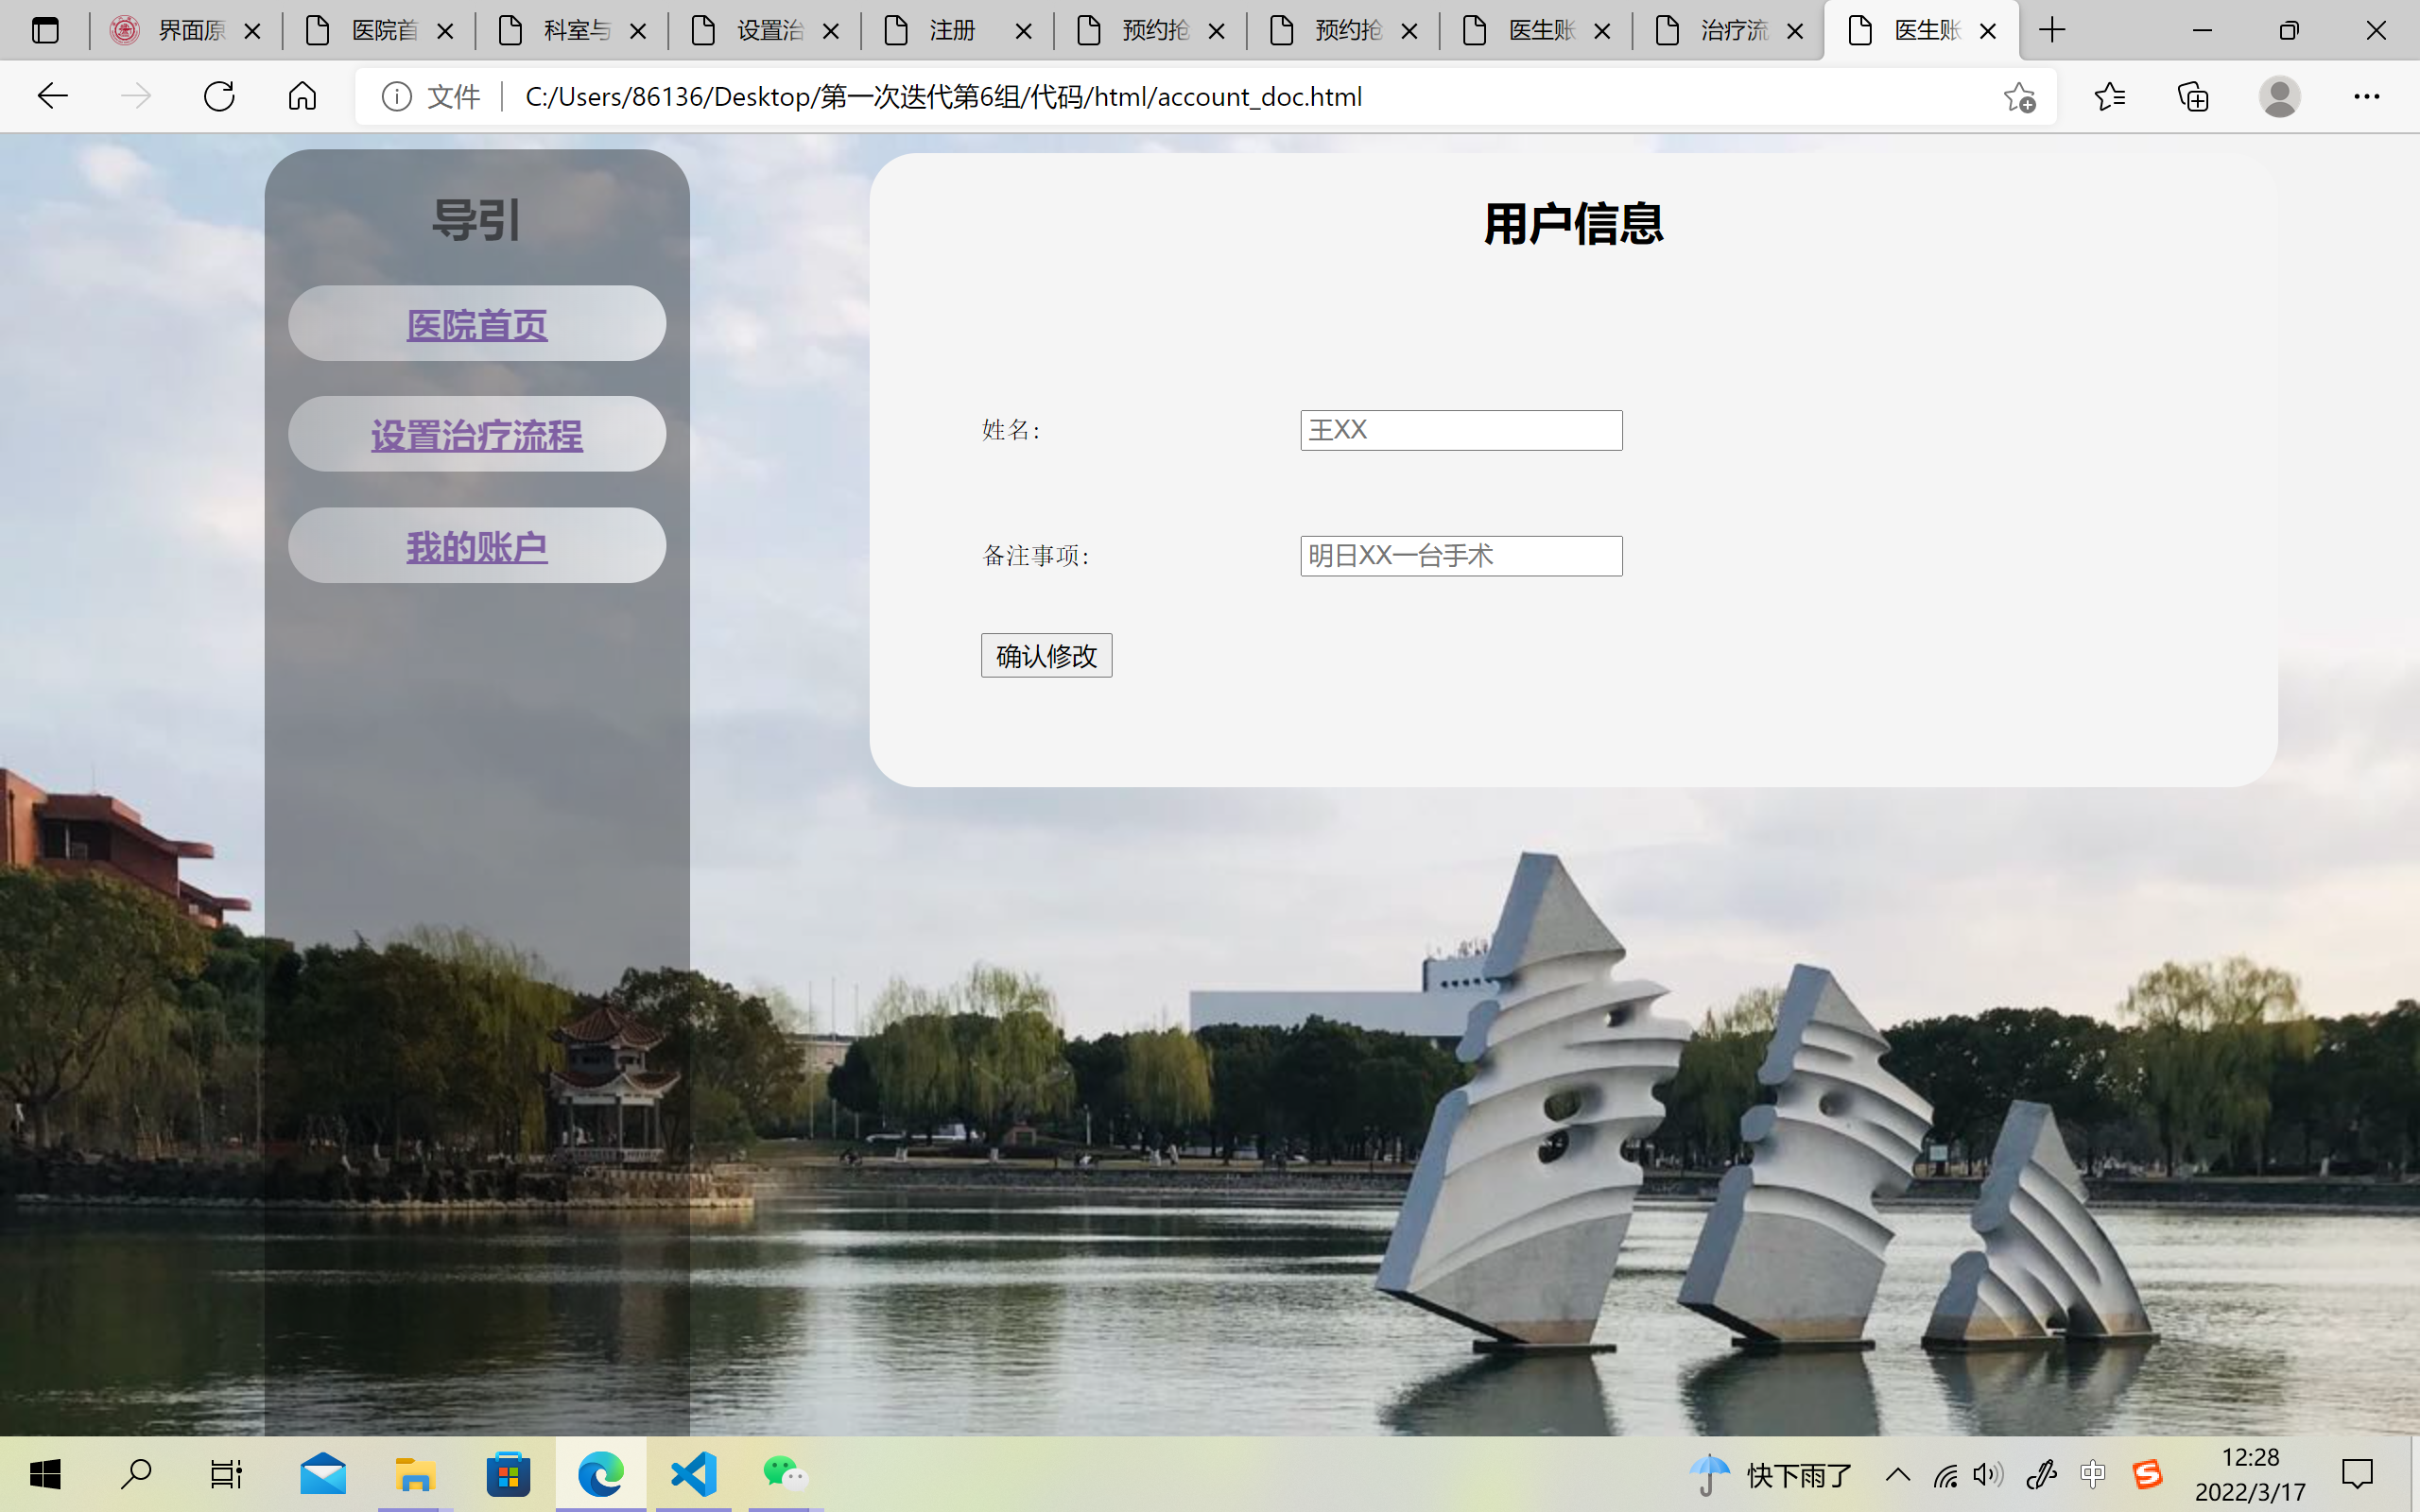 界面原
医院首
科室与
设置治
注册
预约抢
预约抢
医生账
治疗流
医生账
文件
C:/Users/86136/Desktop/第一次迭代第6组/代码/html/account_doc.html
导引
医院首页
设置治疗流程
我的账户
用户信息
姓名：
王XX
备注事项：
明日XX一台手术
确认修改
快下雨了
中
12:28
2022/3/17